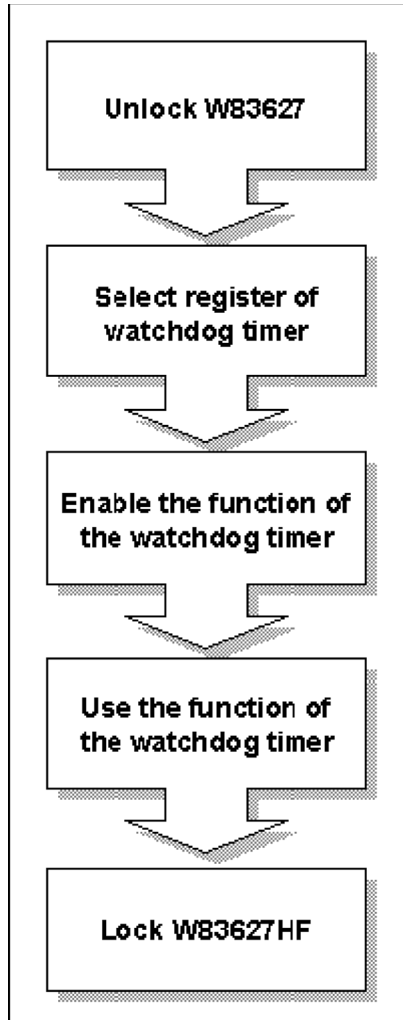 Unlock W83627
Select register of
watchdog timer
Enable the function of
the watchdog timer
Use the function of
the watchdog timer
Lock W83627HF